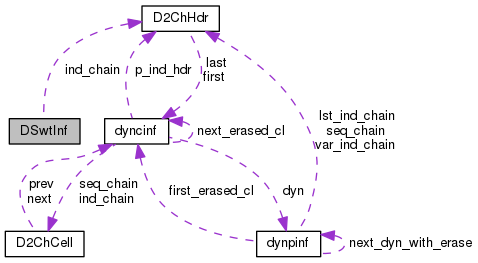 D2ChHdr
ind_chain
p_ind_hdr
last
first
lst_ind_chain
seq_chain
var_ind_chain
DSwtInf
dyncinf
next_erased_cl
prev
next
seq_chain
ind_chain
first_erased_cl
dyn
D2ChCell
dynpinf
next_dyn_with_erase